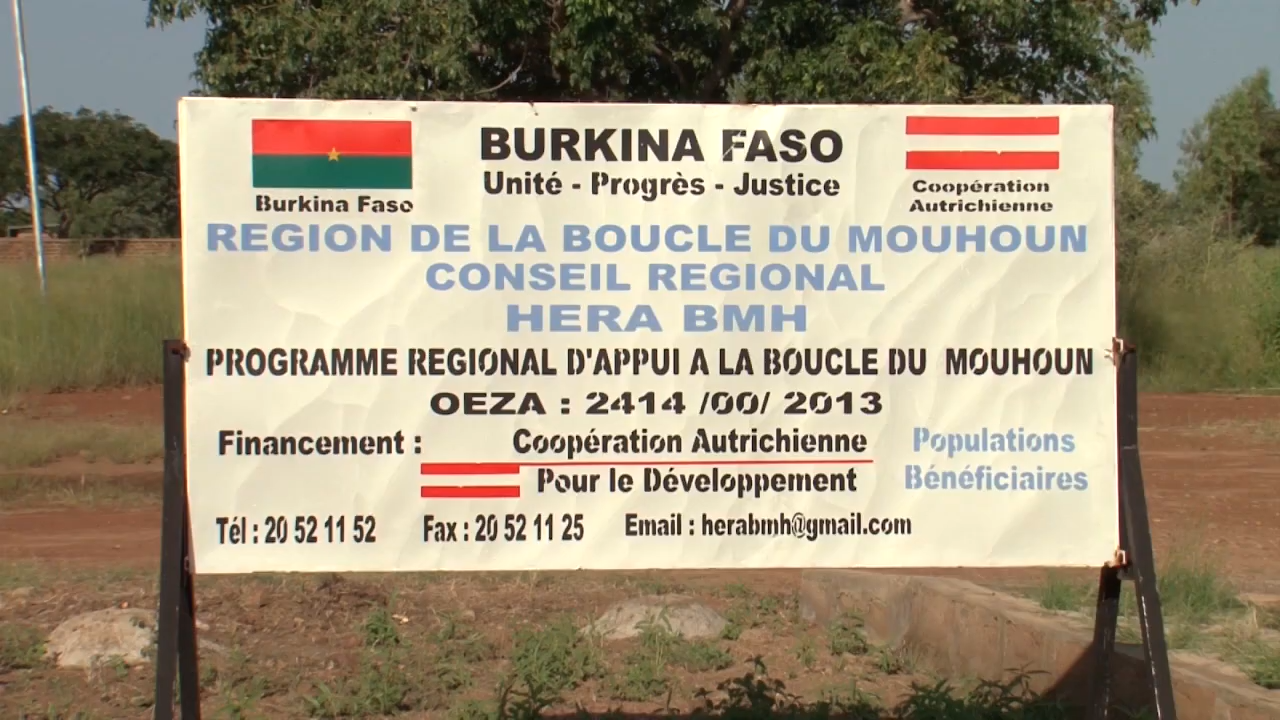 BURKINA FASO
Unité - Progrès - Justice
Burkina Faso
Coopération
Autrichienne
REGION DE LA BOUCLE DU MOUHOUN
CONSEIL REGIONAL
HERA BMH
PROGRAMME REGIONAL D'APPUI A LA BOUCLE DU MOUHOUN
OEZA : 2414 /00/ 2013
Financement : Coopération Autrichienne
Pour le Développement
Populations
Bénéficiaires
Tél : 20 52 11 52 Fax : 20 52 11 25 Email : herabmh@gmail.com